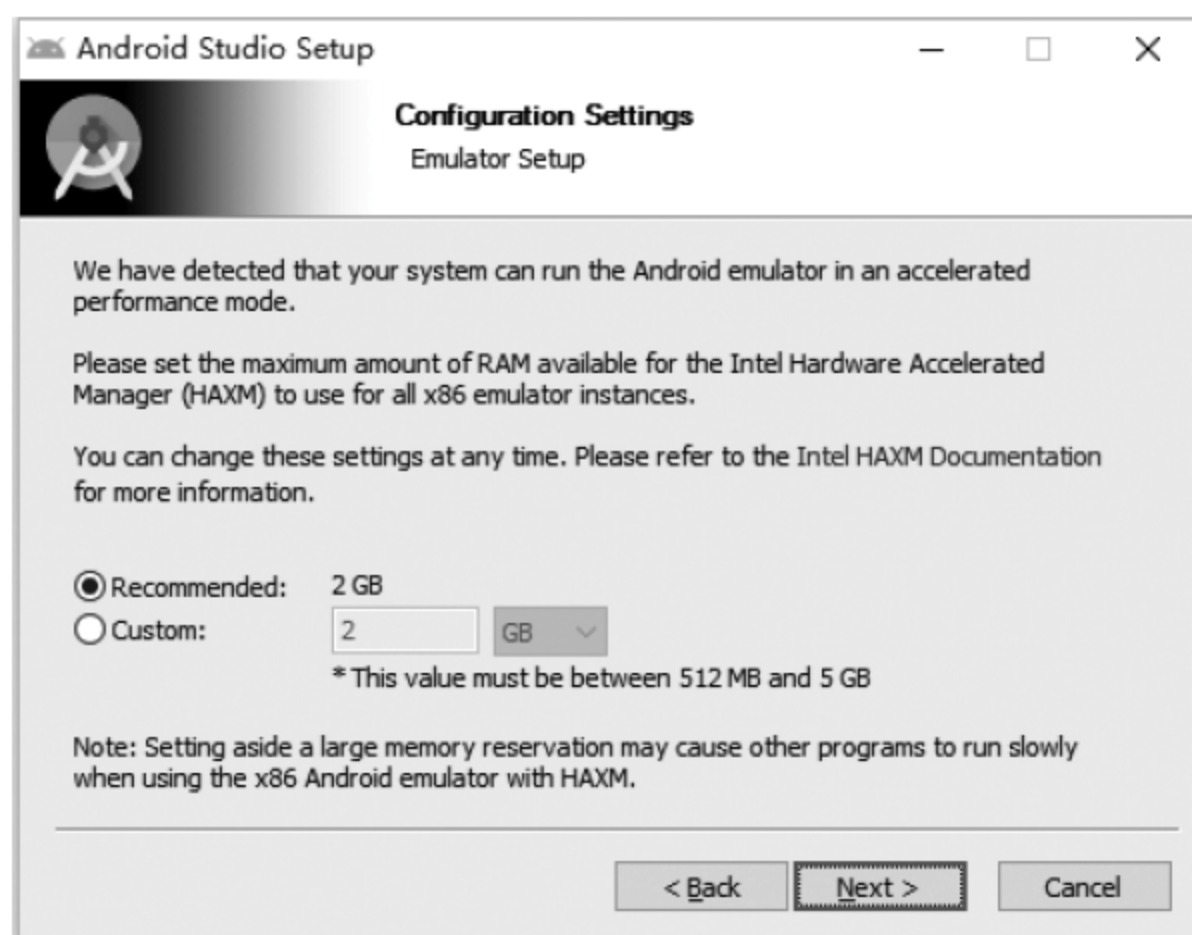 Android Studio Setup
Configuration Settings
Emulator Setup
We have detected that your system can run the Android emulator in an accelerated
performance mode.
Please set the maximum amount of RAM available for the Intel Hardware Accelerated
Manager (HAXM) to use for all x86 emulator instances.
You can change these settings at any time. Please refer to the Intel HAXM Documentation
for more information.
Recommended: 2 GB
Custom: 2 GB
* This value must be between 512 MB and 5 GB
Note: Setting aside a large memory reservation may cause other programs to run slowly
when using the x86 Android emulator with HAXM.
< Back Next > Cancel